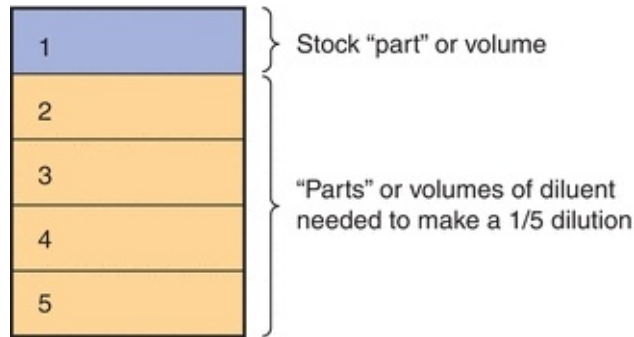 1
Stock “part” or volume
2
3
“Parts” or volumes of diluent
needed to make a 1/5 dilution
4
5